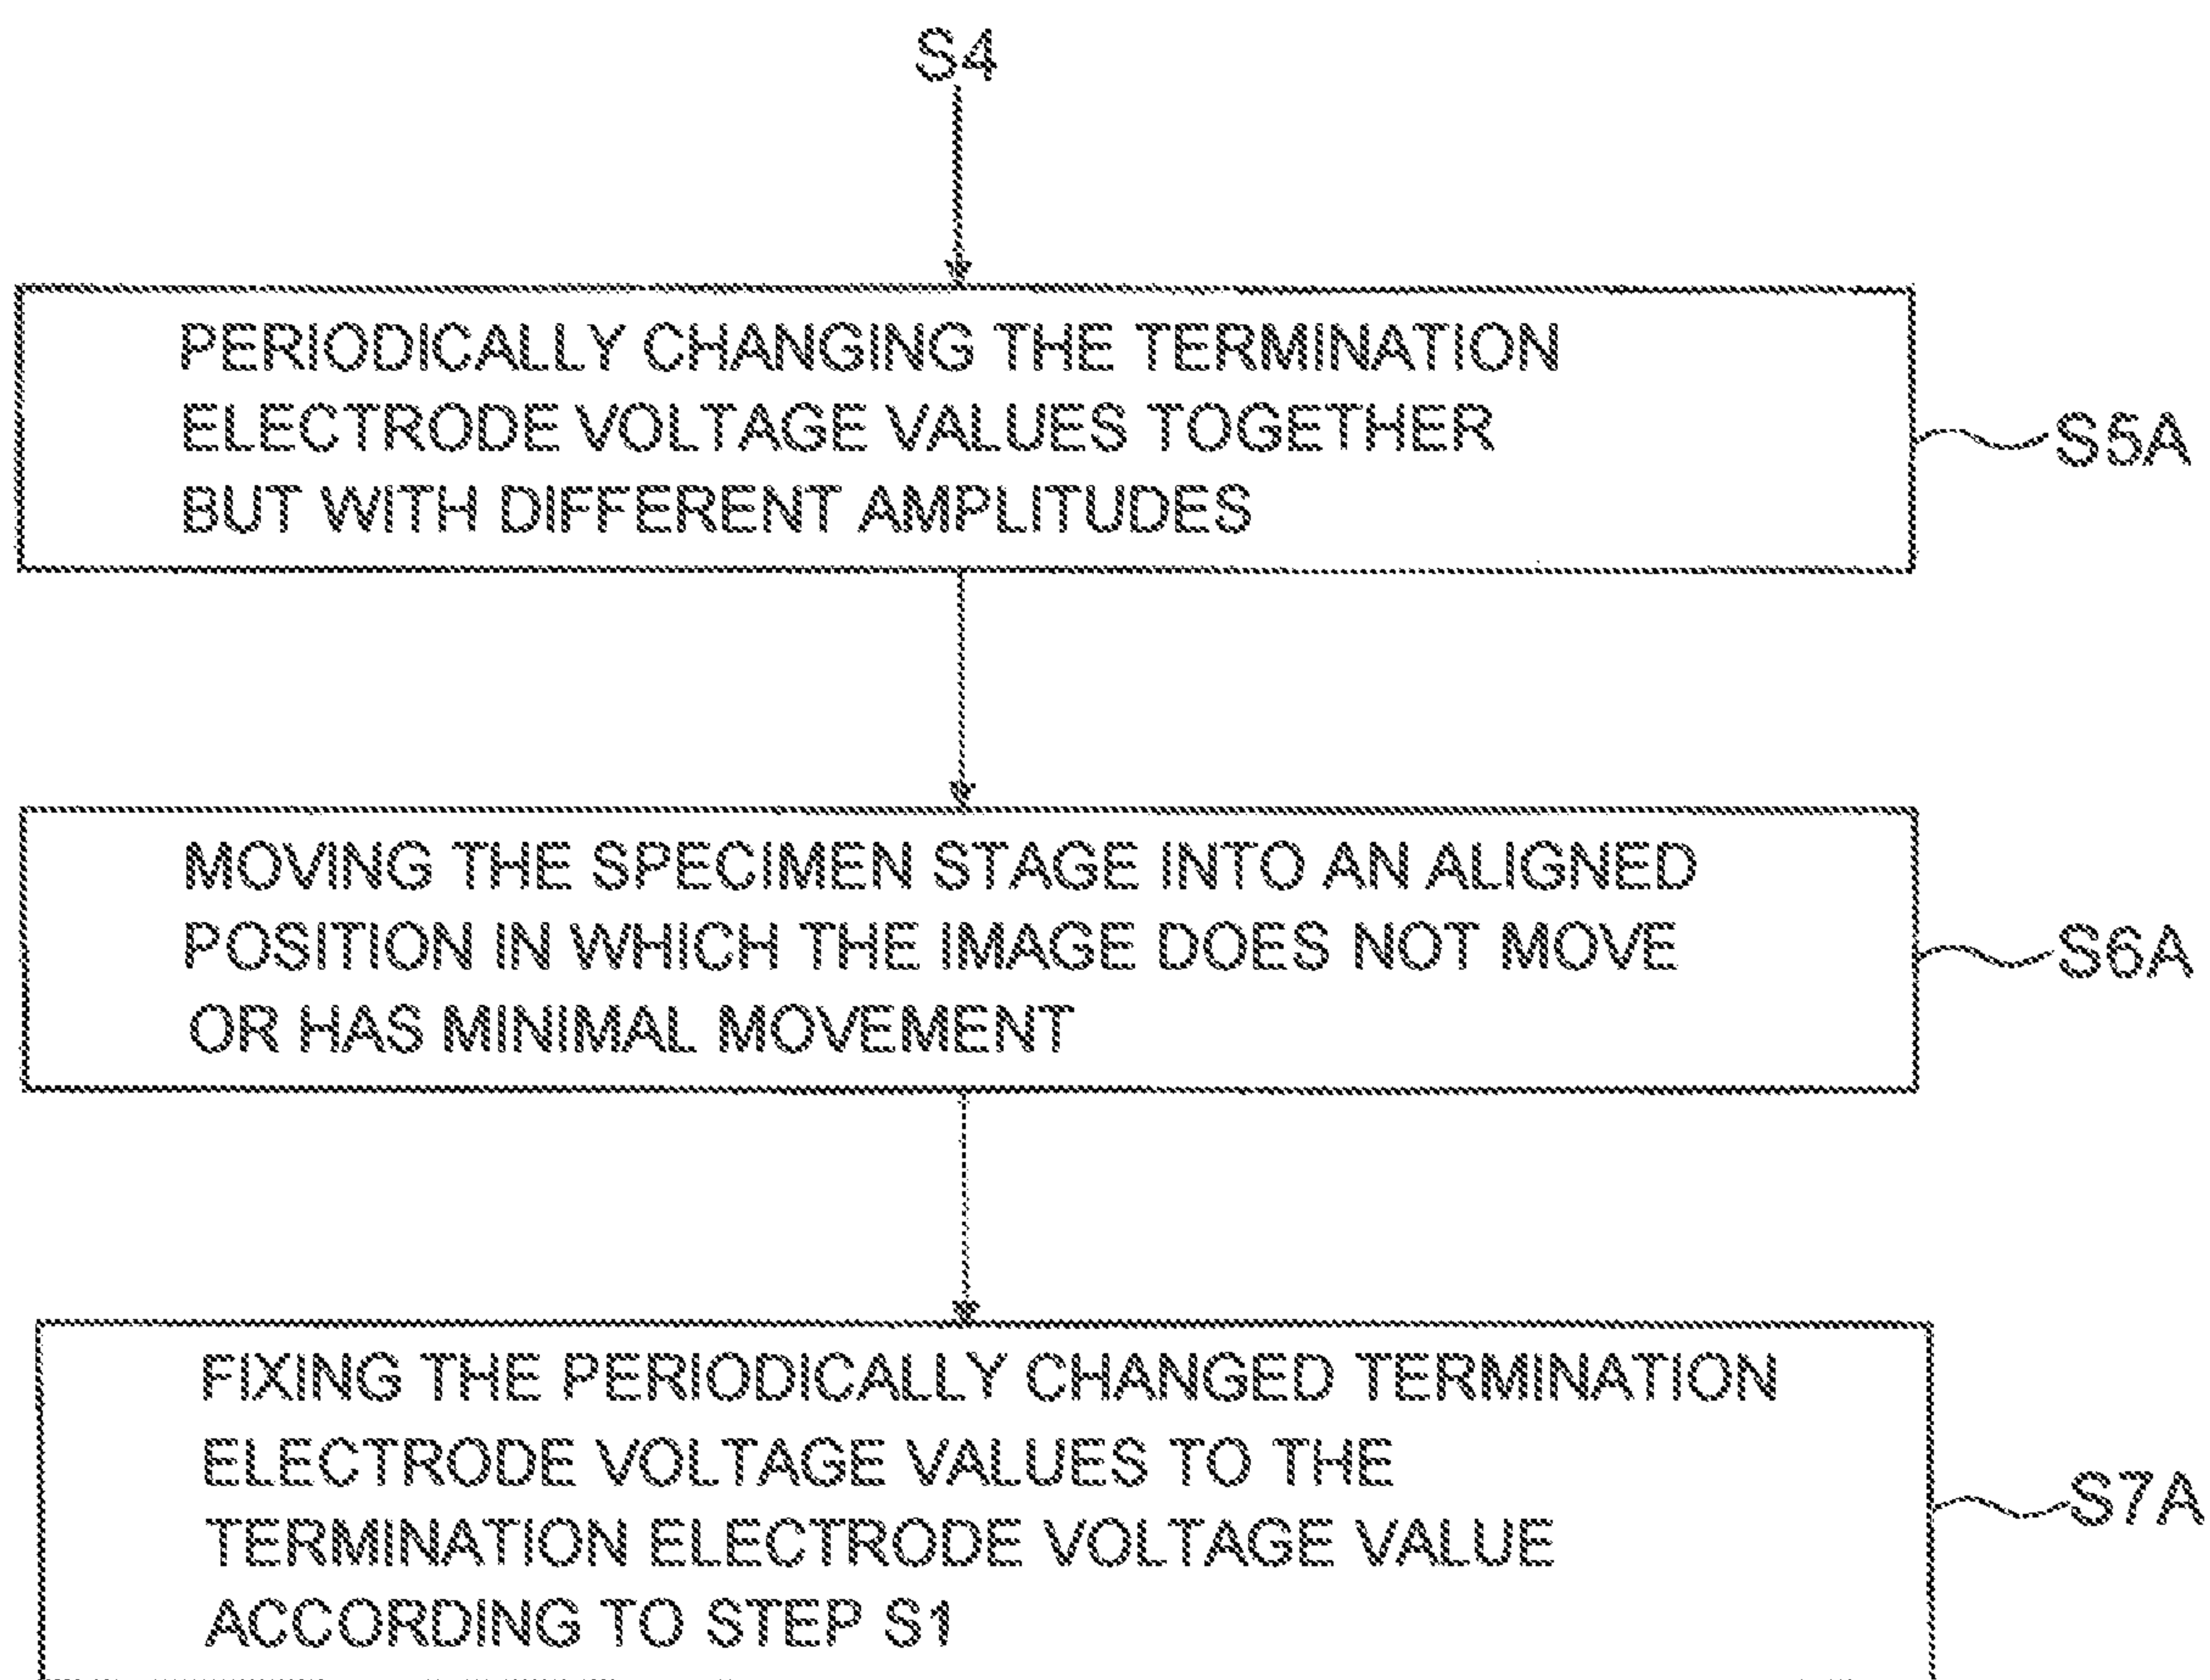 S4
PERIODICALLY CHANGING THE TERMINATION
ELECTRODE VOLTAGE VALUES TOGETHER
BUT WITH DIFFERENT AMPLITUDES
S5A
MOVING THE SPECIMEN STAGE INTO AN ALIGNED
POSITION IN WHICH THE IMAGE DOES NOT MOVE
OR HAS MINIMAL MOVEMENT
S6A
FIXING THE PERIODICALLY CHANGED TERMINATION
ELECTRODE VOLTAGE VALUES TO THE
TERMINATION ELECTRODE VOLTAGE VALUE
ACCORDING TO STEP S1
S7A